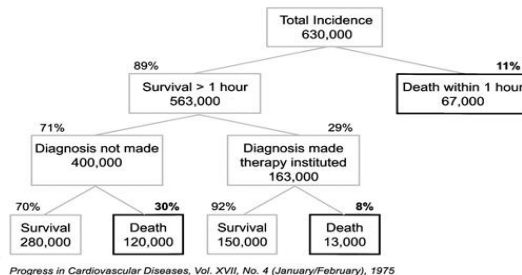 Total Incidence
630,000
89%
11%
Survival > 1 hour
563,000
Death within 1 hour
67,000
71%
29%
Diagnosis not made
400,000
Diagnosis made
therapy instituted
163,000
70%
30%
92%
8%
Survival
280,000
Death
120,000
Survival
150,000
Death
13,000
Progress in Cardiovascular Diseases, Vol. XVII, No. 4 (January/February), 1975